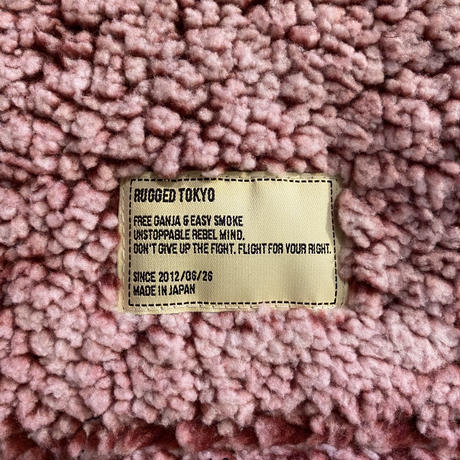 RUGGED TOKYO
FREE GANJA & EASY SMOKE
UNSTOPPABLE REBEL MIND.
DON'T GIVE UP THE FIGHT. FLIGHT FOR YOUR RIGHT.
SINCE 2012/06/26
MADE IN JAPAN